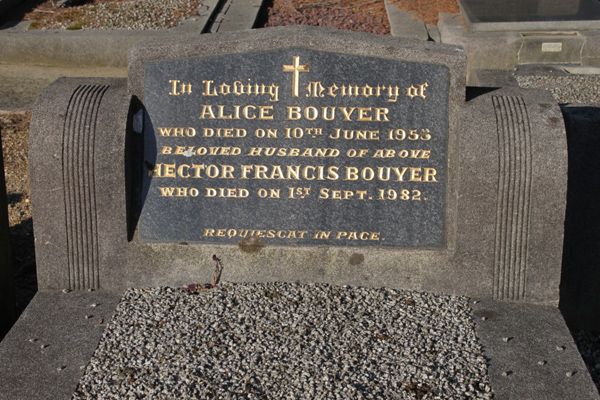 In Loving Memory of
ALICE BOUYER
WHO DIED ON 10TH JUNE 1953
BELOVED HUSBAND OF ABOVE
HECTOR FRANCIS BOUYER
WHO DIED ON 1ST SEPT. 1982.
REQUIESCAT IN PACE.